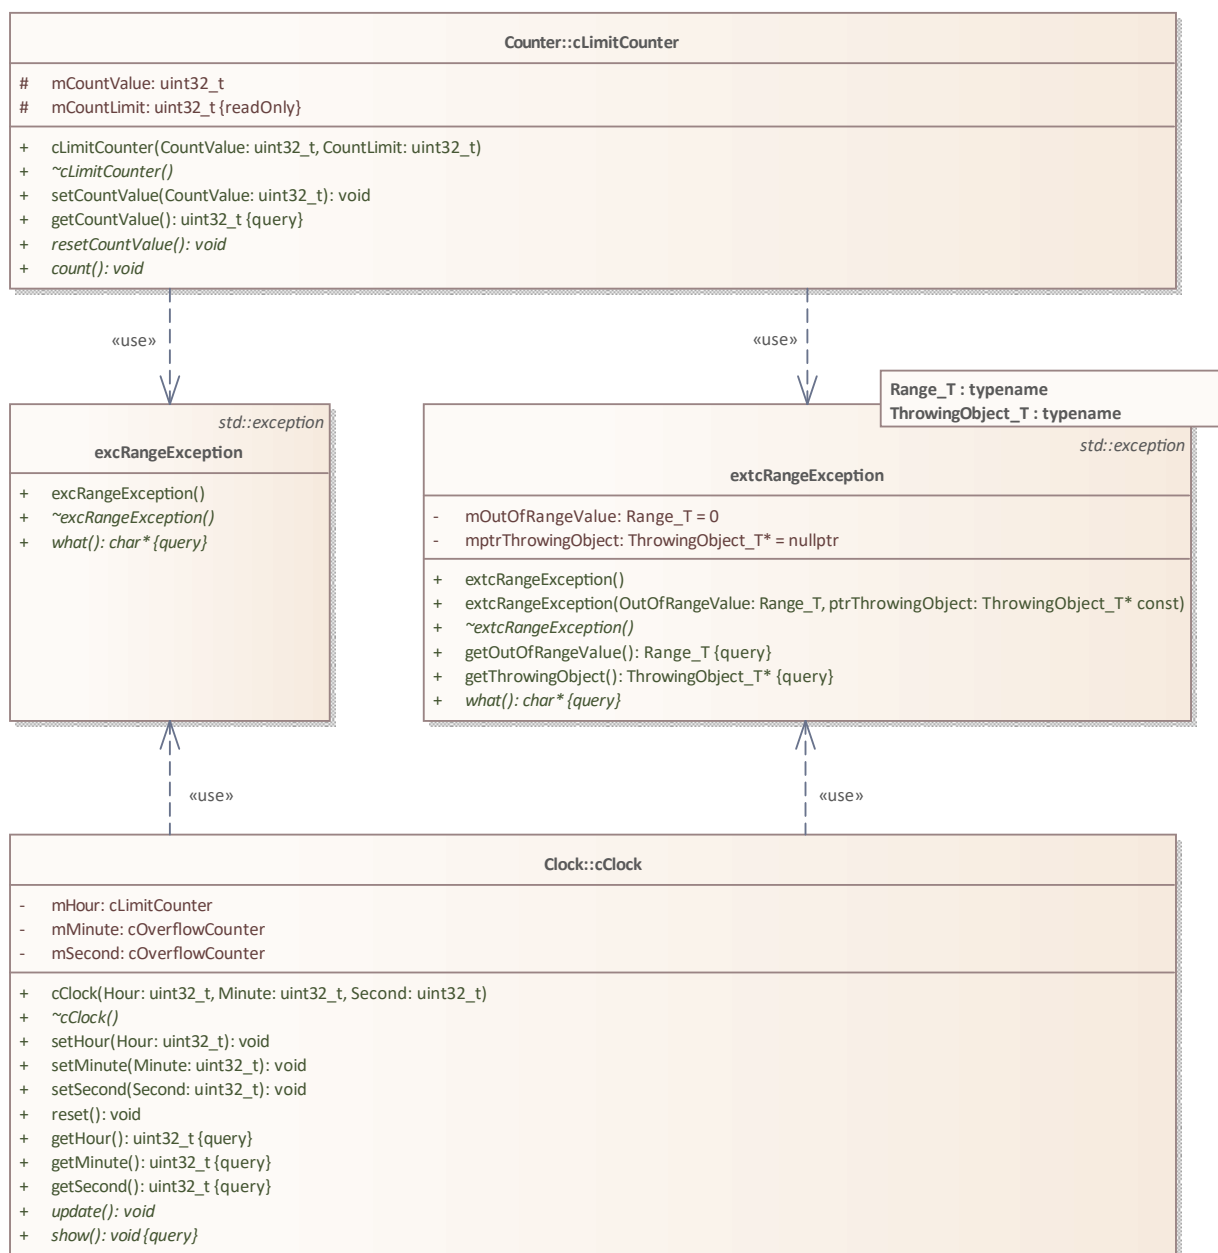 Counter::cLimitCounter
# mCountValue: uint32_t
# mCountLimit: uint32_t {readOnly}
+ cLimitCounter(CountValue: uint32_t, CountLimit: uint32_t)
+ ~cLimitCounter()
+ setCountValue(CountValue: uint32_t): void
+ getCountValue(): uint32_t {query}
+ resetCountValue(): void
+ count(): void
«use»
«use»
std::exception
excRangeException
+ excRangeException()
+ ~excRangeException()
+ what(): char* {query}
Range_T : typename
ThrowingObject_T : typename
std::exception
extcRangeException
- mOutOfRangeValue: Range_T = 0
- mptrThrowingObject: ThrowingObject_T* = nullptr
+ extcRangeException()
+ extcRangeException(OutOfRangeValue: Range_T, ptrThrowingObject: ThrowingObject_T* const)
+ ~extcRangeException()
+ getOutOfRangeValue(): Range_T {query}
+ getThrowingObject(): ThrowingObject_T* {query}
+ what(): char* {query}
«use»
«use»
Clock::cClock
- mHour: cLimitCounter
- mMinute: cOverflowCounter
- mSecond: cOverflowCounter
+ cClock(Hour: uint32_t, Minute: uint32_t, Second: uint32_t)
+ ~cClock()
+ setHour(Hour: uint32_t): void
+ setMinute(Minute: uint32_t): void
+ setSecond(Second: uint32_t): void
+ reset(): void
+ getHour(): uint32_t {query}
+ getMinute(): uint32_t {query}
+ getSecond(): uint32_t {query}
+ update(): void
+ show(): void {query}